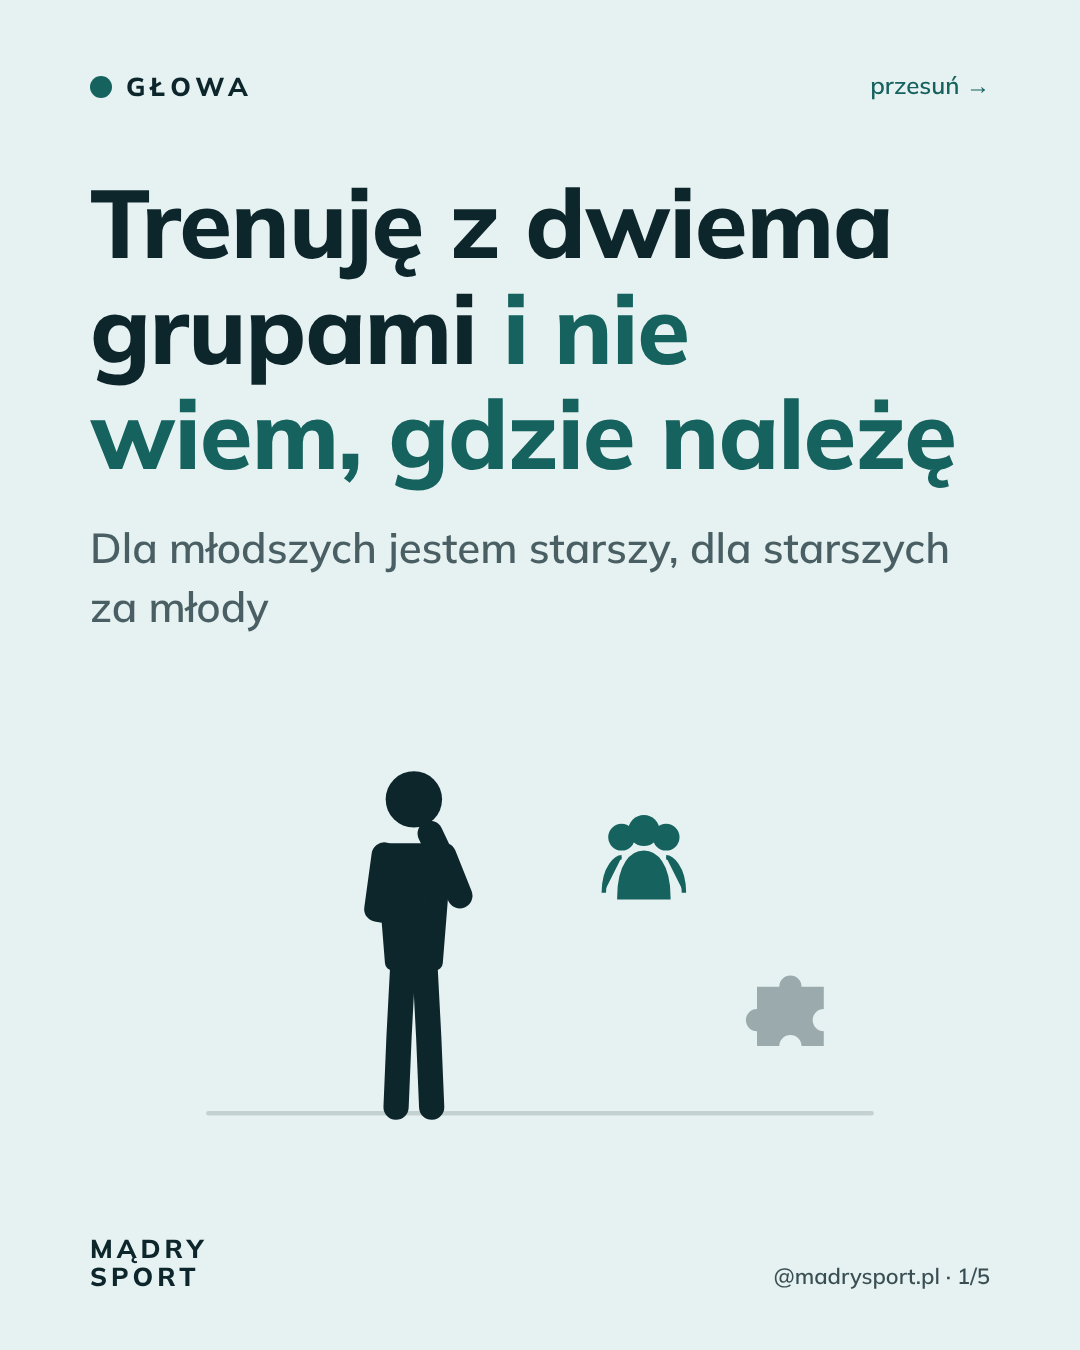 GŁOWA
przesuń →
Trenuję z dwiema
grupami i nie
wiem, gdzie należę
Dla młodszych jestem starszy, dla starszych
za młody
MĄDRY
SPORT
@madrysport.pl · 1/5